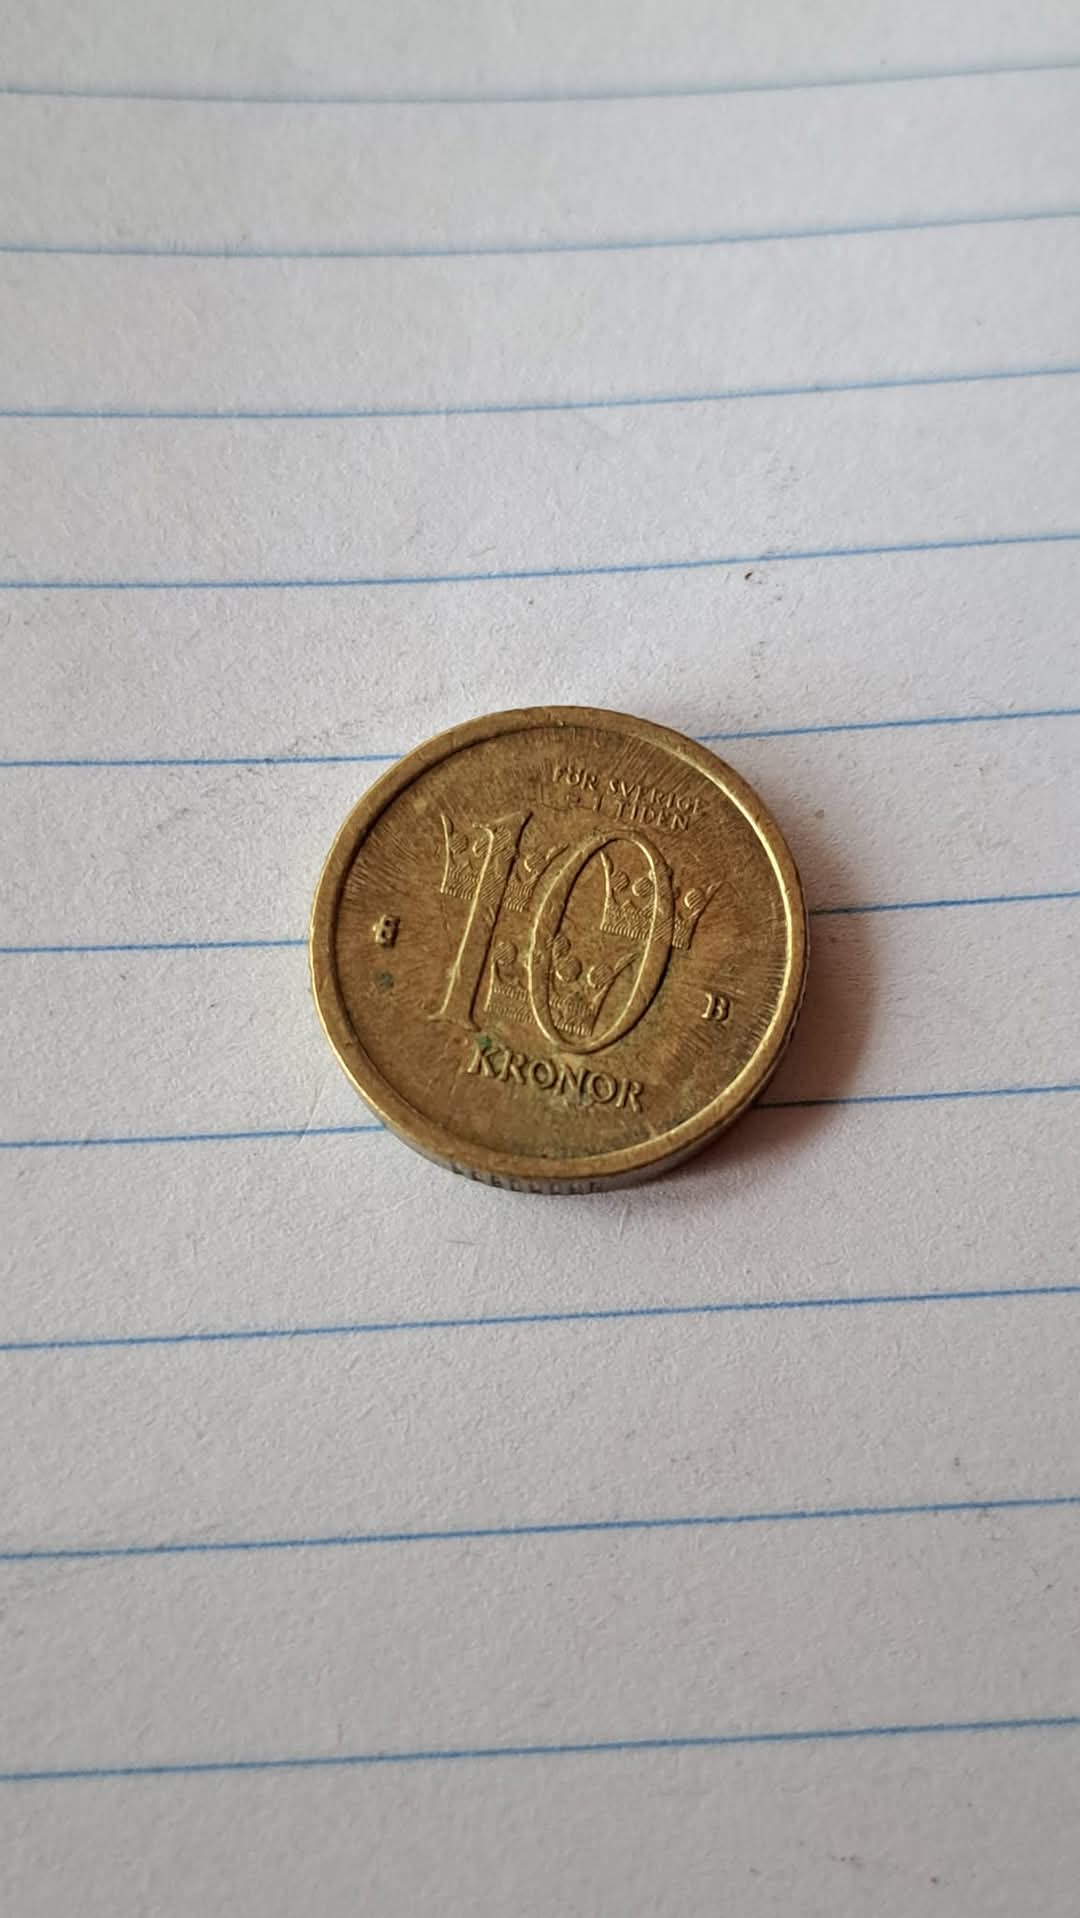 FÖR SVERIGE
I TIDEN
10
B
KRONOR